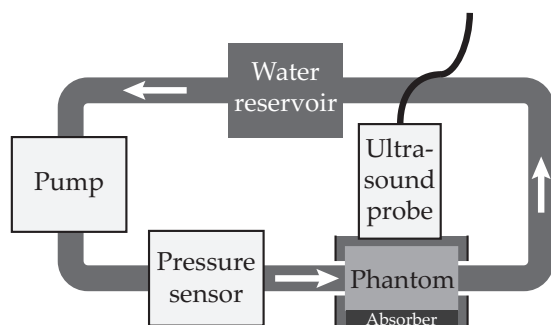 Water
reservoir
Ultra-
sound
probe
Pump
Pressure
sensor
Phantom
Absorber